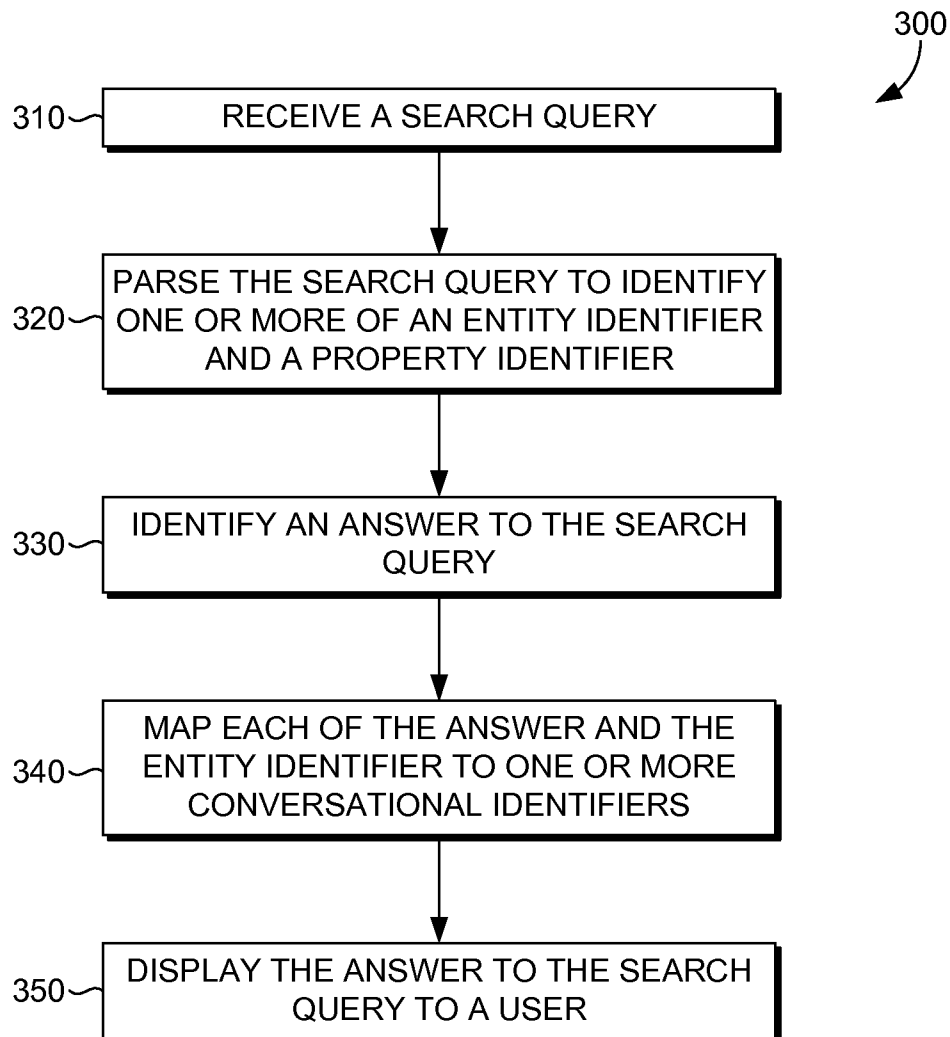 300
310
RECEIVE A SEARCH QUERY
PARSE THE SEARCH QUERY TO IDENTIFY
320
ONE OR MORE OF AN ENTITY IDENTIFIER
AND A PROPERTY IDENTIFIER
330
IDENTIFY AN ANSWER TO THE SEARCH
QUERY
MAP EACH OF THE ANSWER AND THE
340
ENTITY IDENTIFIER TO ONE OR MORE
CONVERSATIONAL IDENTIFIERS
350
DISPLAY THE ANSWER TO THE SEARCH
QUERY TO A USER